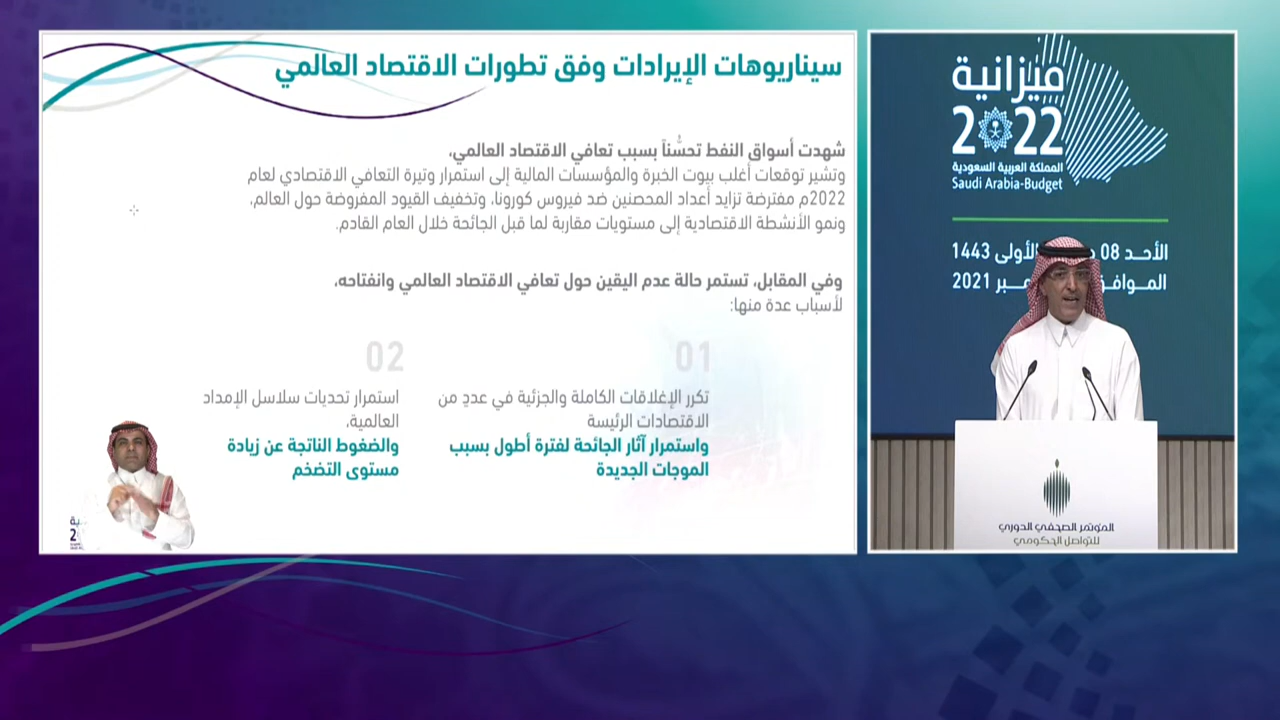 سيناريوهات الإيرادات وفق تطورات الاقتصاد العالمي
شهدت أسواق النفط تحسُّناً بسبب تعافي الاقتصاد العالمي،
وتشير توقعات أغلب بيوت الخبرة والمؤسسات المالية إلى استمرار وتيرة التعافي الاقتصادي لعام
2022م مفترضة تزايد أعداد المحصنين ضد فيروس كورونا، وتخفيف القيود المفروضة حول العالم،
ونمو الأنشطة الاقتصادية إلى مستويات مقاربة لما قبل الجائحة خلال العام القادم.
وفي المقابل، تستمر حالة عدم اليقين حول تعافي الاقتصاد العالمي وانفتاحه،
لأسباب عدة منها:
01
تكرر الإغلاقات الكاملة والجزئية في عددٍ من
الاقتصادات الرئيسة
واستمرار آثار الجائحة لفترة أطول بسبب
الموجات الجديدة
02
استمرار تحديات سلاسل الإمداد
العالمية،
والضغوط الناتجة عن زيادة
مستوى التضخم
ميزانية
2022
المملكة العربية السعودية
Saudi Arabia-Budget
الأحد 08 الأولى 1443
2021
المؤتمر الصحفي الدوري
للتواصل الحكومي